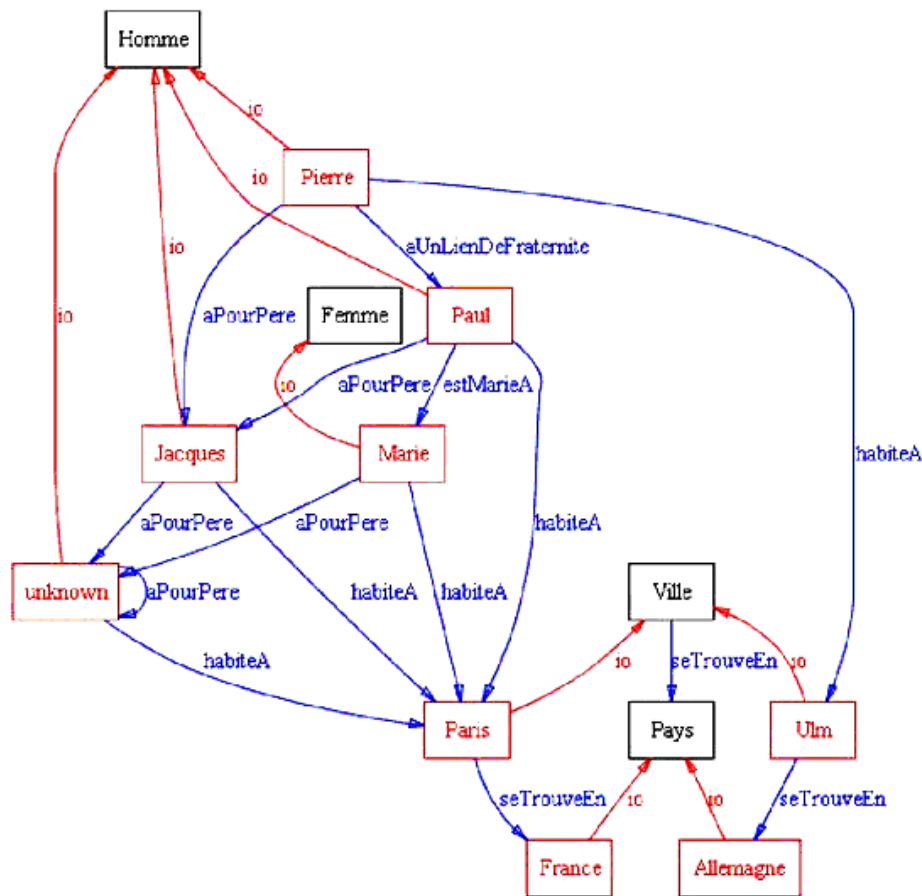 Homme
io
Pierre
io
aUnLienDeFraternite
io
aPourPere
Femme
Paul
io
io
aPourPere
estMarieA
Jacques
Marie
habiteA
aPourPere
aPourPere
habiteA
unknown
aPourPere
habiteA
habiteA
Ville
habiteA
io
seTrouveEn
io
Paris
Pays
Ulm
seTrouveEn
io
io
seTrouveEn
France
Allemagne